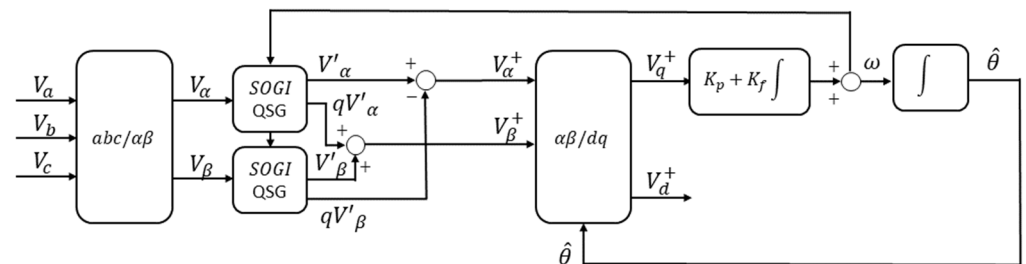 V_a
V_b
V_c
abc/αβ
V_α
V_β
SOGI
QSG
SOGI
QSG
V'_α
qV'_α
V'_β
qV'_β
+
−
+
+
V_α^+
V_β^+
αβ/dq
V_q^+
V_d^+
K_p + K_f ∫
+
+
ω
∫
θ̂
θ̂